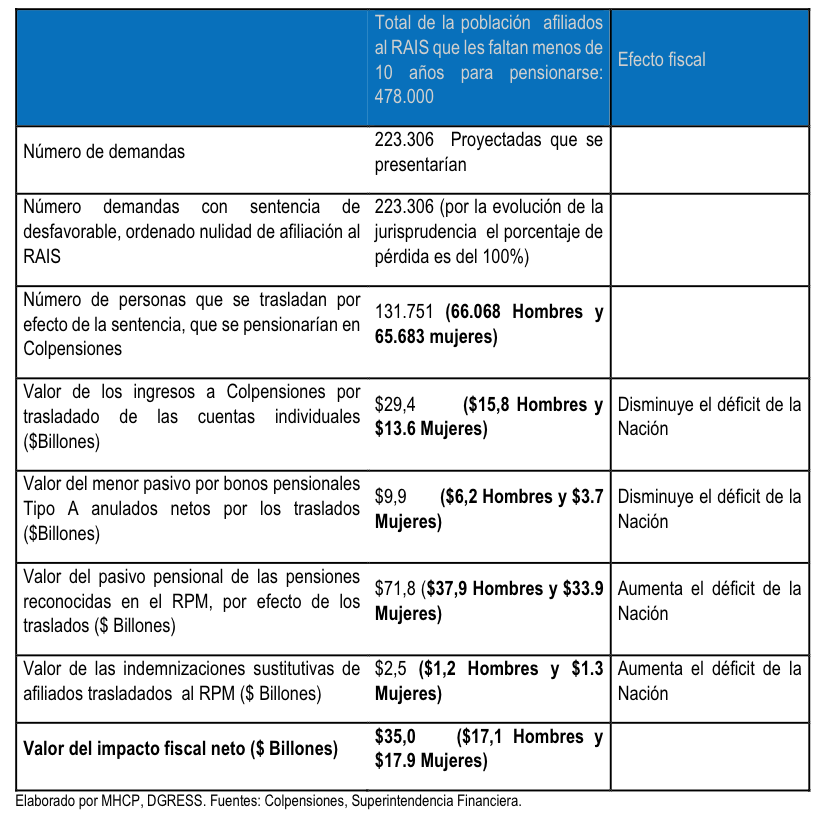 Total de la población afiliados
al RAIS que les faltan menos de
10 años para pensionarse:
478.000
Efecto fiscal
Número de demandas
223.306 Proyectadas que se
presentarían
Número demandas con sentencia de
desfavorable, ordenado nulidad de afiliación al
RAIS
223.306 (por la evolución de la
jurisprudencia el porcentaje de
pérdida es del 100%)
Número de personas que se trasladan por
efecto de la sentencia, que se pensionarían en
Colpensiones
131.751 (66.068 Hombres y
65.683 mujeres)
Valor de los ingresos a Colpensiones por
trasladado de las cuentas individuales
($Billones)
$29,4 ($15,8 Hombres y
$13.6 Mujeres)
Disminuye el déficit de la
Nación
Valor del menor pasivo por bonos pensionales
Tipo A anulados netos por los traslados
($Billones)
$9,9 ($6,2 Hombres y $3.7
Mujeres)
Disminuye el déficit de la
Nación
Valor del pasivo pensional de las pensiones
reconocidas en el RPM, por efecto de los
traslados ($ Billones)
$71,8 ($37,9 Hombres y $33.9
Mujeres)
Aumenta el déficit de la
Nación
Valor de las indemnizaciones sustitutivas de
afiliados trasladados al RPM ($ Billones)
$2,5 ($1,2 Hombres y $1.3
Mujeres)
Aumenta el déficit de la
Nación
Valor del impacto fiscal neto ($ Billones)
$35,0 ($17,1 Hombres y
$17.9 Mujeres)
Elaborado por MHCP, DGRESS. Fuentes: Colpensiones, Superintendencia Financiera.